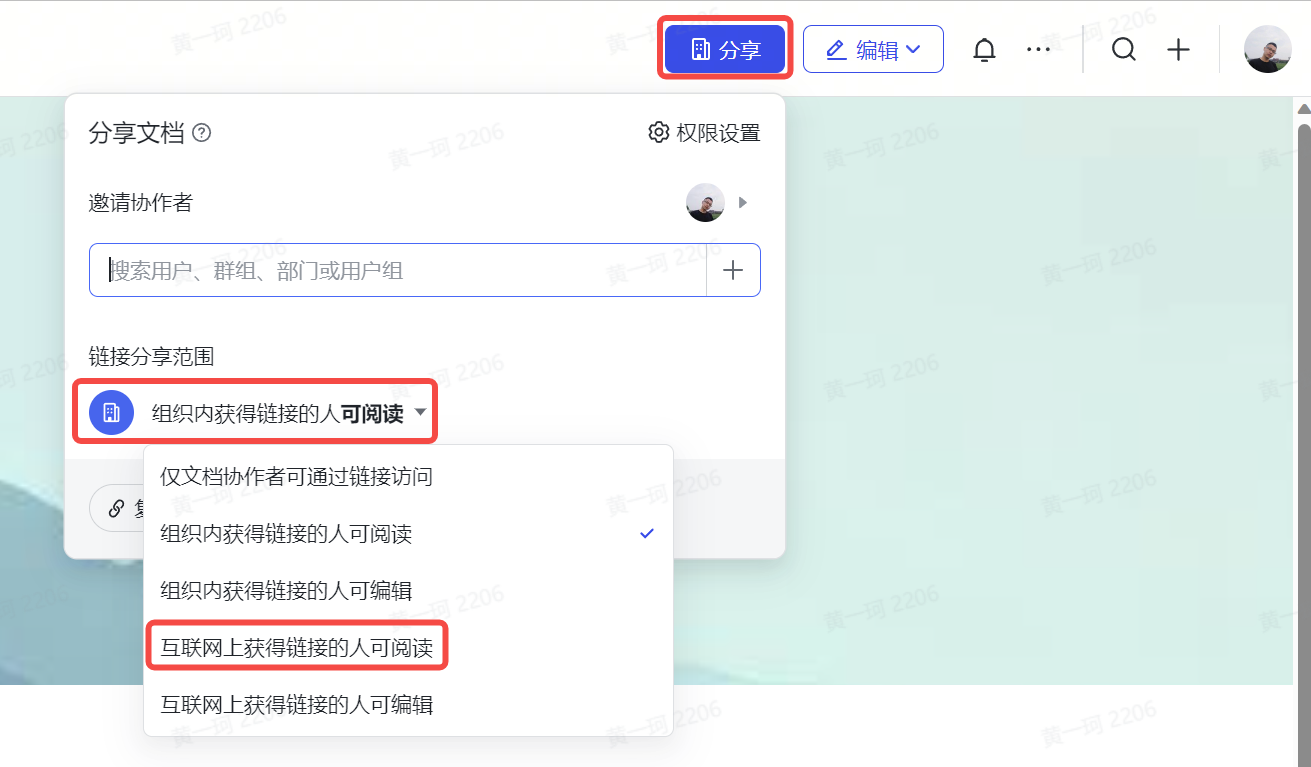 分享
编辑
分享文档
权限设置
邀请协作者
搜索用户、群组、部门或用户组
链接分享范围
组织内获得链接的人可阅读
仅文档协作者可通过链接访问
组织内获得链接的人可阅读
组织内获得链接的人可编辑
互联网上获得链接的人可阅读
互联网上获得链接的人可编辑
黄一珂 2206